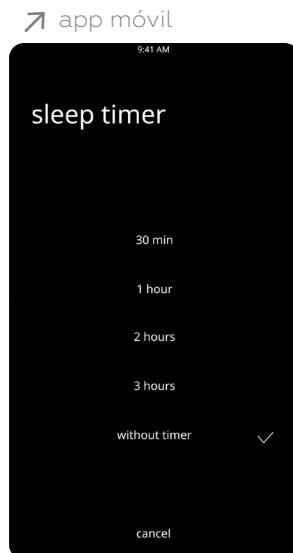 app móvil
9:41 AM
sleep timer
30 min
1 hour
2 hours
3 hours
without timer
cancel